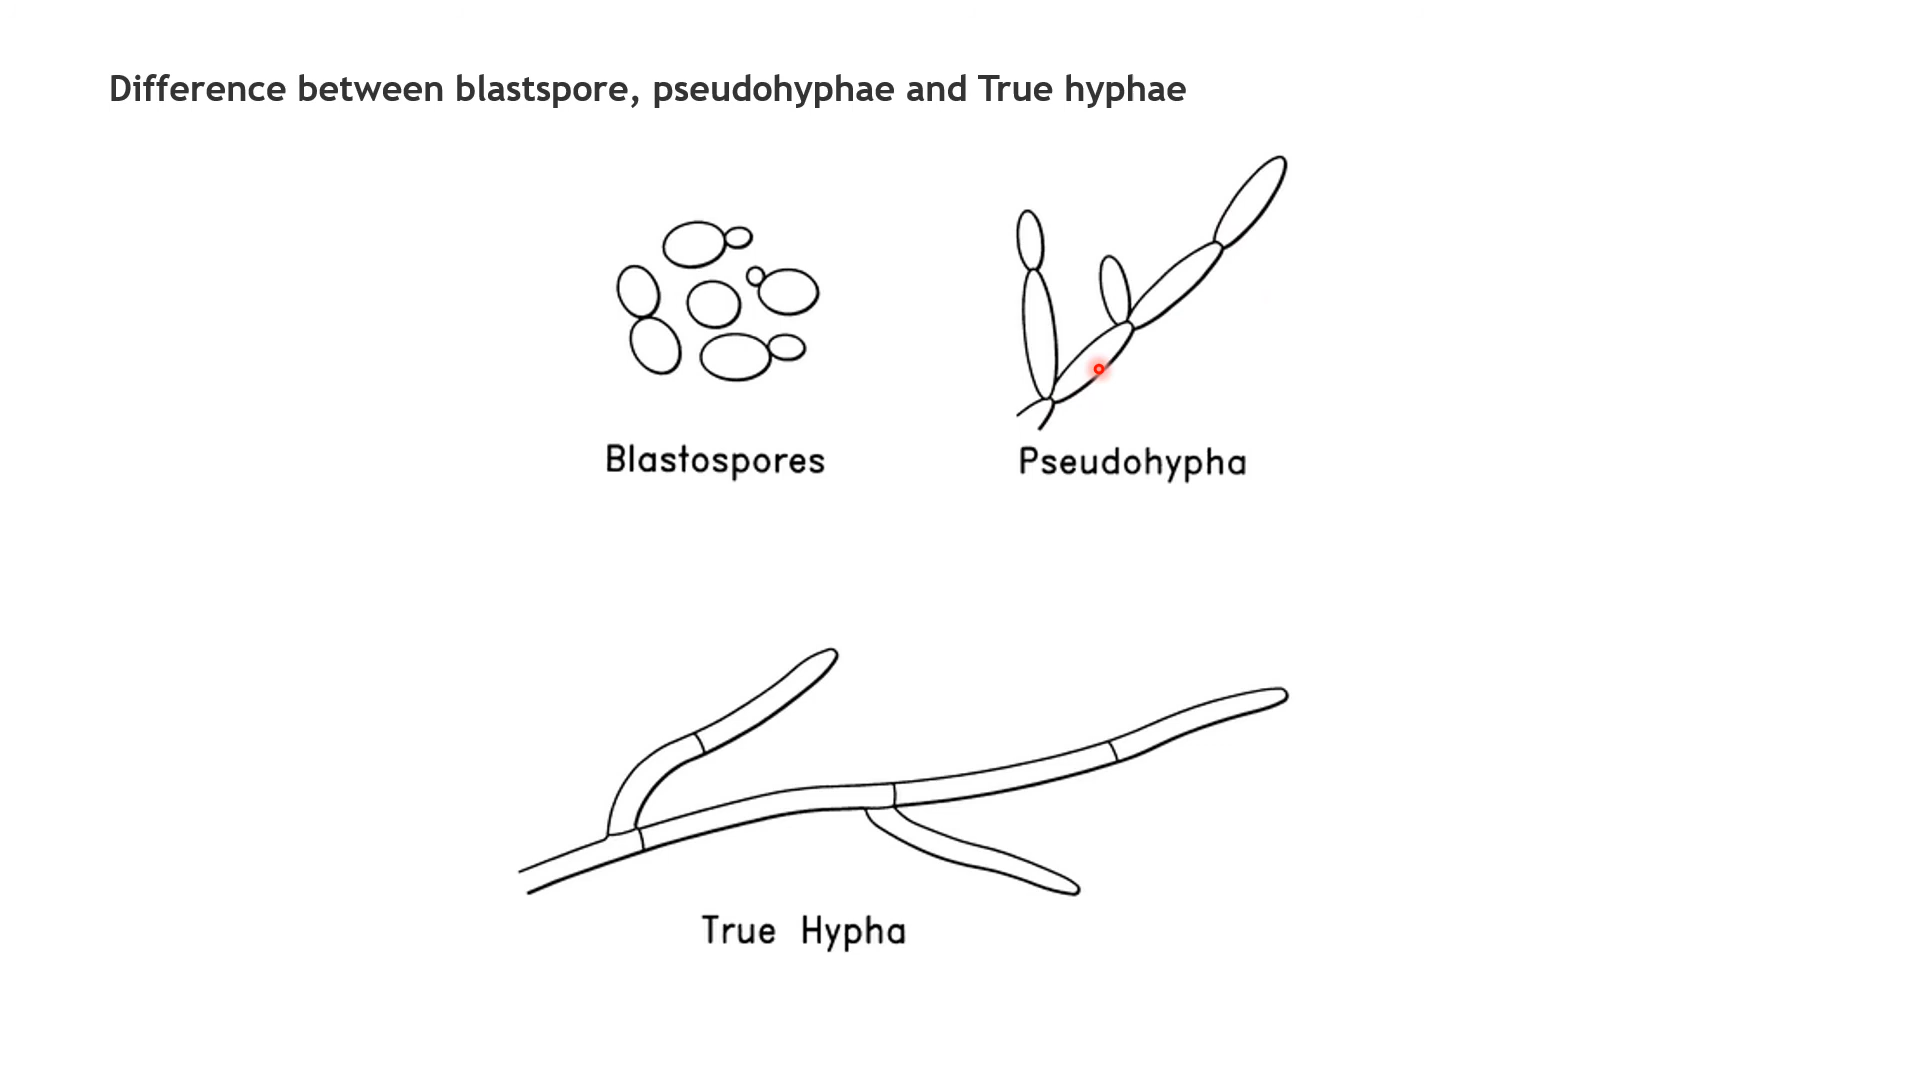 Difference between blastspore, pseudohyphae and True hyphae
Blastospores
Pseudohypha
True Hypha